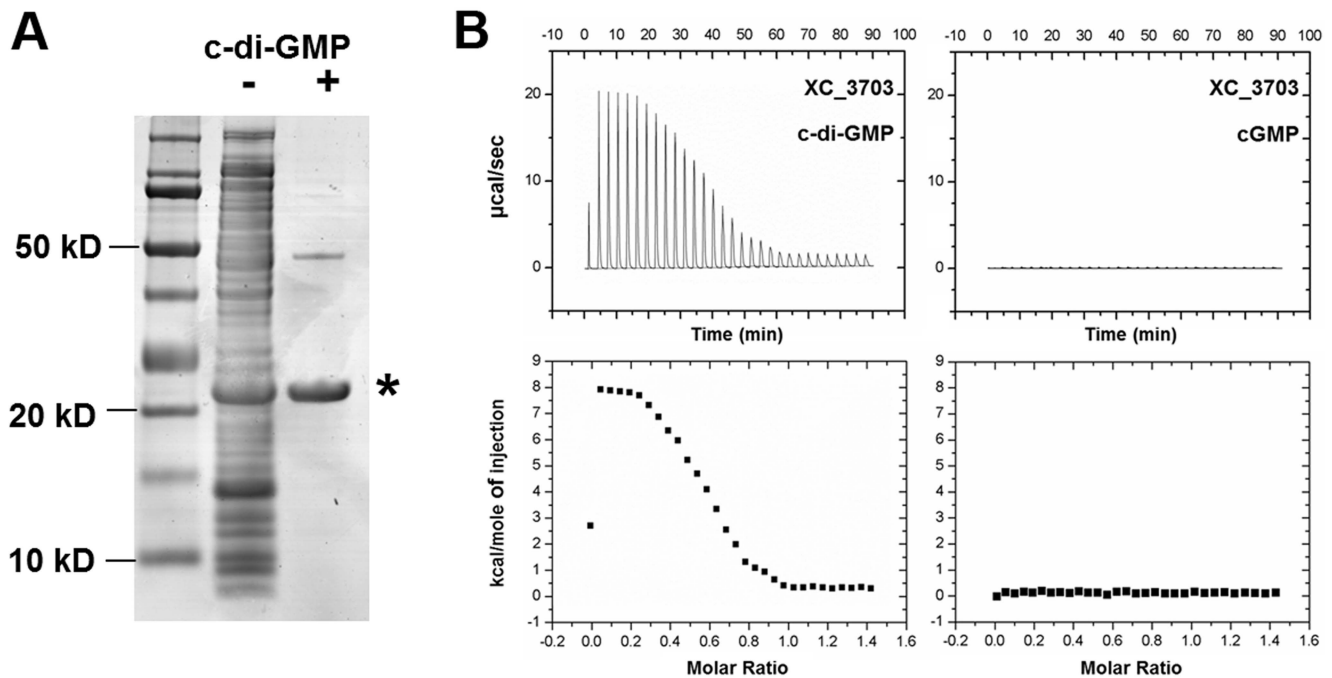 A
c-di-GMP
- +
50 kD
20 kD
10 kD
*
B
-10 0 10 20 30 40 50 60 70 80 90 100
20
10
0
µcal/sec
XC_3703
c-di-GMP
Time (min)
-10 0 10 20 30 40 50 60 70 80 90 100
20
10
0
XC_3703
cGMP
Time (min)
9
8
7
6
5
4
3
2
1
0
-1
kcal/mole of injection
-0.2 0.0 0.2 0.4 0.6 0.8 1.0 1.2 1.4 1.6
Molar Ratio
9
8
7
6
5
4
3
2
1
0
-1
-0.2 0.0 0.2 0.4 0.6 0.8 1.0 1.2 1.4 1.6
Molar Ratio